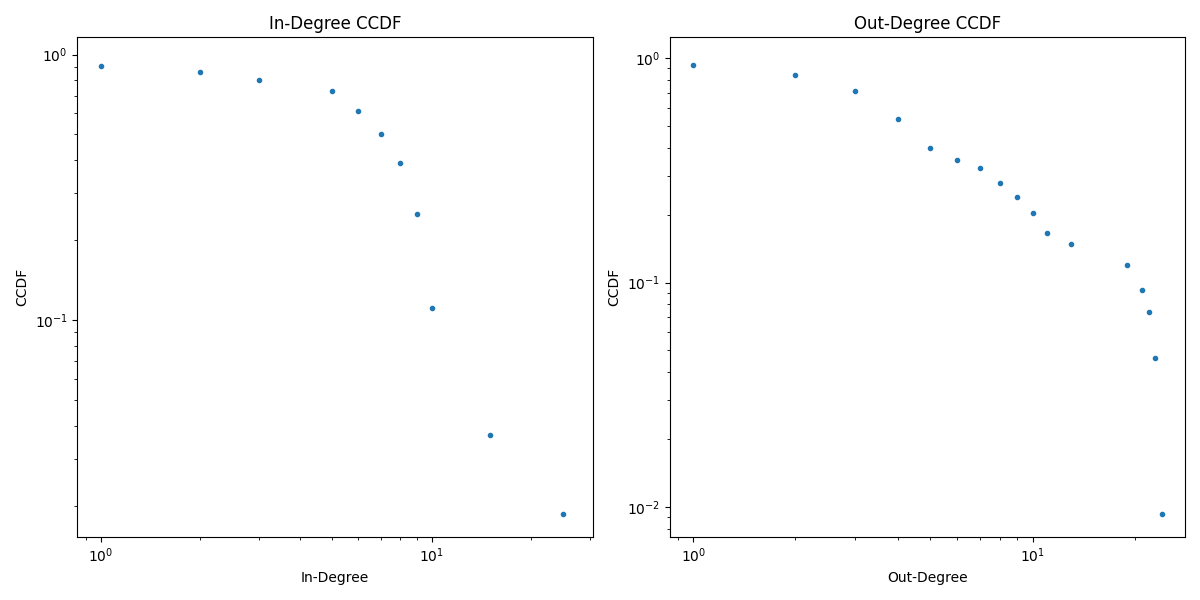 In-Degree CCDF
CCDF
10⁰
10⁻¹
10⁰
10¹
In-Degree
Out-Degree CCDF
CCDF
10⁰
10⁻¹
10⁻²
10⁰
10¹
Out-Degree